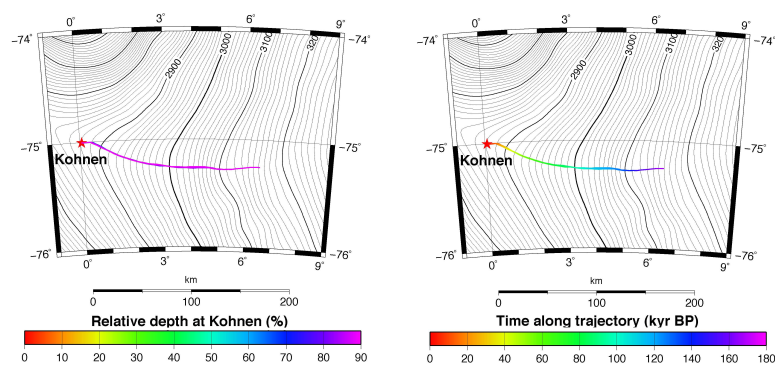 0° 3° 6° 9°
−74° −74°
2900 3000 3100 320
−75° −75°
Kohnen
−76° −76°
0° 3° 6° 9°
km
0 100 200
Relative depth at Kohnen (%)
0 10 20 30 40 50 60 70 80 90
0° 3° 6° 9°
−74° −74°
2900 3000 3100 320
−75° −75°
Kohnen
−76° −76°
0° 3° 6° 9°
km
0 100 200
Time along trajectory (kyr BP)
0 20 40 60 80 100 120 140 160 180